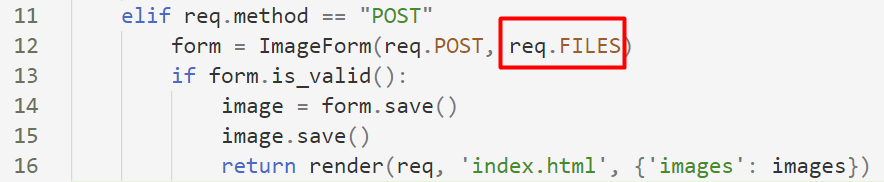 11 elif req.method == "POST"
12 form = ImageForm(req.POST, req.FILES)
13 if form.is_valid():
14 image = form.save()
15 image.save()
16 return render(req, 'index.html', {'images': images})